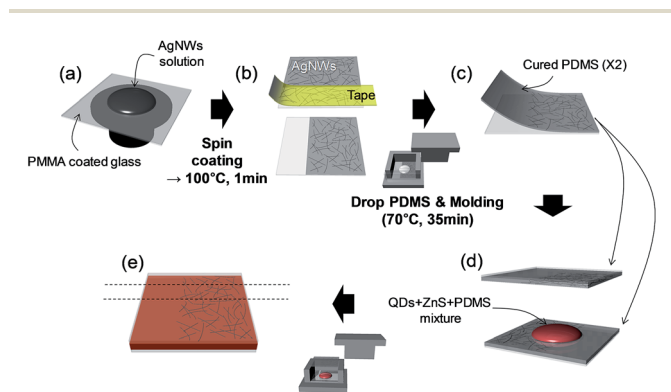 (a)
AgNWs
solution
PMMA coated glass
Spin
coating
→ 100°C, 1min
(b)
AgNWs
Tape
Drop PDMS & Molding
(70°C, 35min)
(c)
Cured PDMS (X2)
(d)
QDs+ZnS+PDMS
mixture
(e)